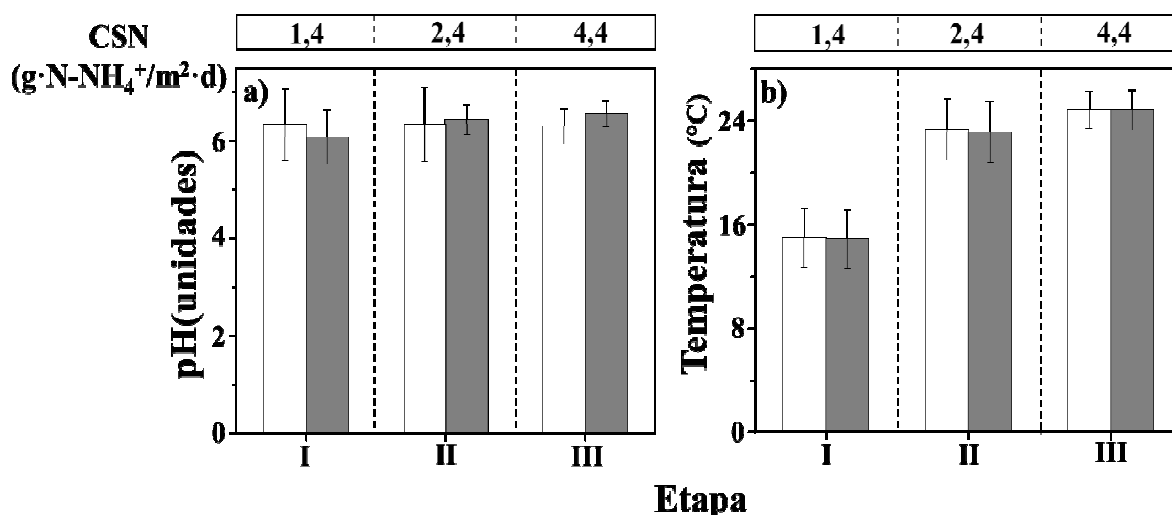 CSN
(g·N-NH₄⁺/m²·d)
1,4 2,4 4,4
1,4 2,4 4,4
a)
pH(unidades)
6
4
2
0
I II III
b)
Temperatura (°C)
24
16
8
0
I II III
Etapa